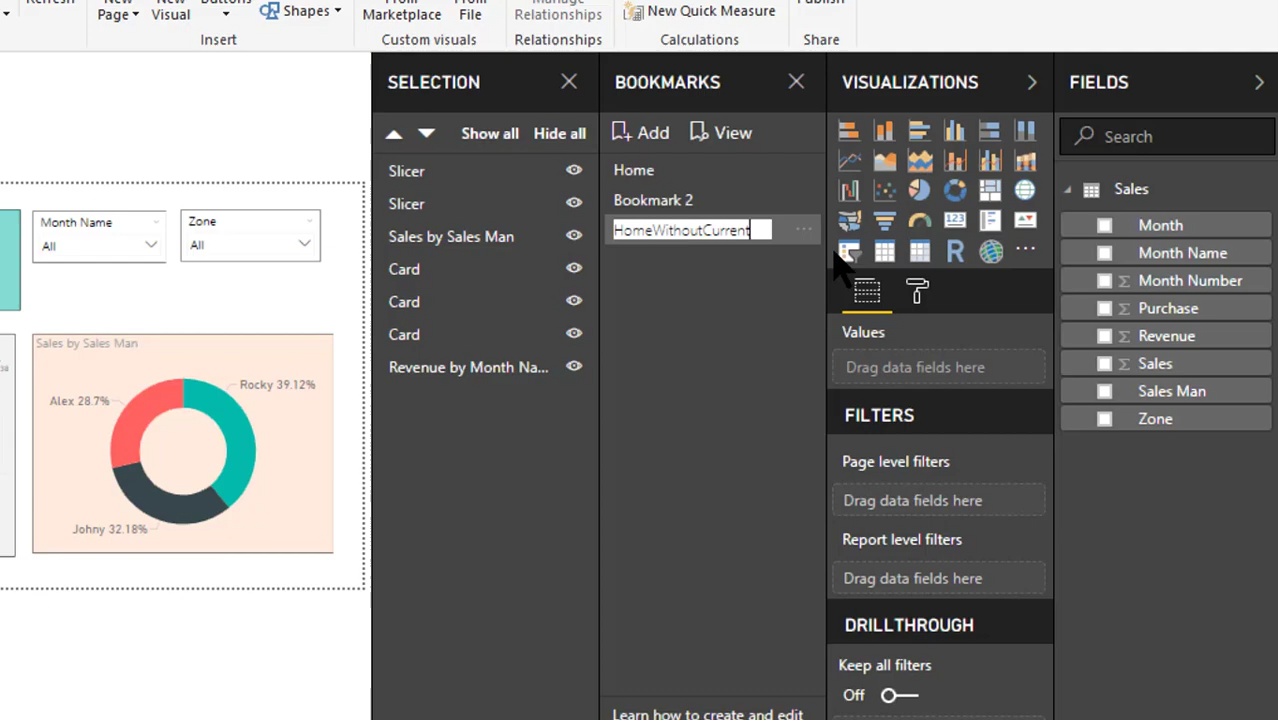 Refresh
New
Page
New
Visual
Buttons
Shapes
From
Marketplace
From
File
Manage
Relationships
New Quick Measure
Publish
Insert
Custom visuals
Relationships
Calculations
Share
SELECTION
Show all
Hide all
Slicer
Slicer
Sales by Sales Man
Card
Card
Card
Revenue by Month Na...
BOOKMARKS
Add
View
Home
Bookmark 2
HomeWithoutCurrent
Learn how to create and edit
VISUALIZATIONS
123
R
Values
Drag data fields here
FILTERS
Page level filters
Drag data fields here
Report level filters
Drag data fields here
DRILLTHROUGH
Keep all filters
Off
FIELDS
Search
Sales
Month
Month Name
Σ Month Number
Σ Purchase
Σ Revenue
Σ Sales
Sales Man
Zone
Month Name
All
Zone
All
Sales by Sales Man
Rocky 39.12%
Alex 28.7%
Johny 32.18%